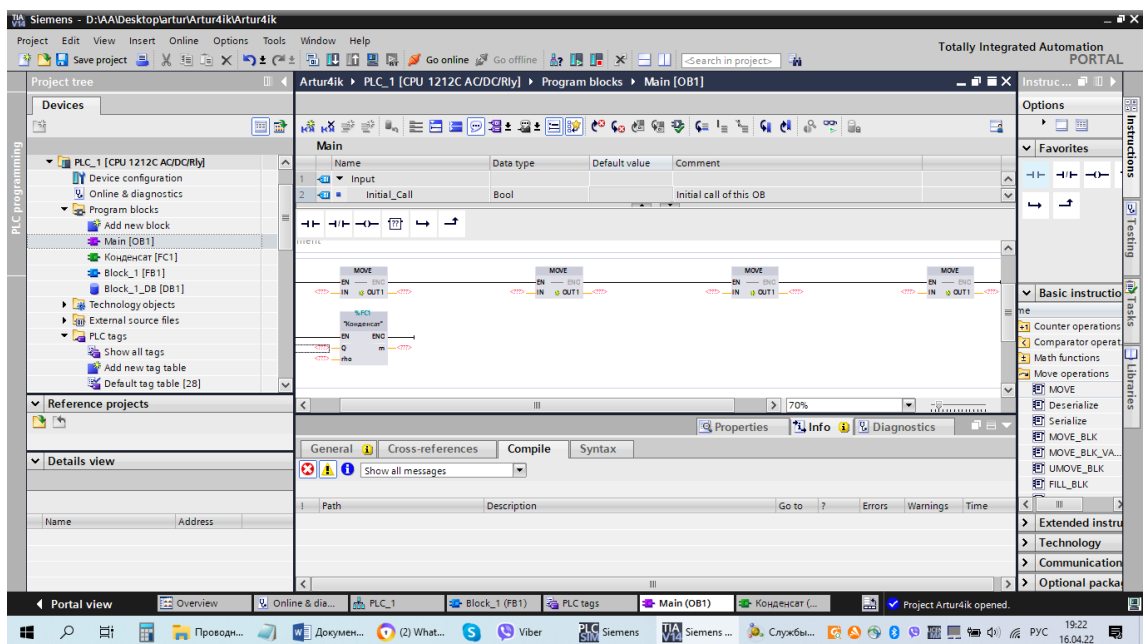 Siemens - D:\AA\Desktop\artur\Artur4ik\Artur4ik
Project Edit View Insert Online Options Tools Window Help
Totally Integrated Automation
PORTAL
Save project Go online Go offline <Search in project>
Project tree
Artur4ik PLC_1 [CPU 1212C AC/DC/Rly] Program blocks Main [OB1]
Instruc...
Devices
Options
PLC programming
Main
Name Data type Default value Comment
1 Input
2 Initial_Call Bool Initial call of this OB
PLC_1 [CPU 1212C AC/DC/Rly]
Device configuration
Online & diagnostics
Program blocks
Add new block
Main [OB1]
Конденсат [FC1]
Block_1 [FB1]
Block_1_DB [DB1]
Technology objects
External source files
PLC tags
Show all tags
Add new tag table
Default tag table [28]
Reference projects
Details view
Name Address
MOVE MOVE MOVE MOVE
EN ENO EN ENO EN ENO EN ENO
<???> IN OUT1 <???> <???> IN OUT1 <???> <???> IN OUT1 <???> <???> IN OUT1 <???>
%FC1
"Конденсат"
EN ENO
<???> Q m <???>
<???> rho
70%
Properties Info Diagnostics
General Cross-references Compile Syntax
Show all messages
! Path Description Go to ? Errors Warnings Time
Favorites
Basic instructio
me
Counter operations
Comparator operat.
Math functions
Move operations
MOVE
Deserialize
Serialize
MOVE_BLK
MOVE_BLK_VA...
UMOVE_BLK
FILL_BLK
Extended instru
Technology
Communication
Optional packa
Instructions
Testing
Tasks
Libraries
Portal view Overview Online & dia... PLC_1 Block_1 (FB1) PLC tags Main (OB1) Конденсат (... Project Artur4ik opened.
Проводн... Докумен... (2) What... Viber Siemens Siemens ... Службы... РУС 19:22
16.04.22